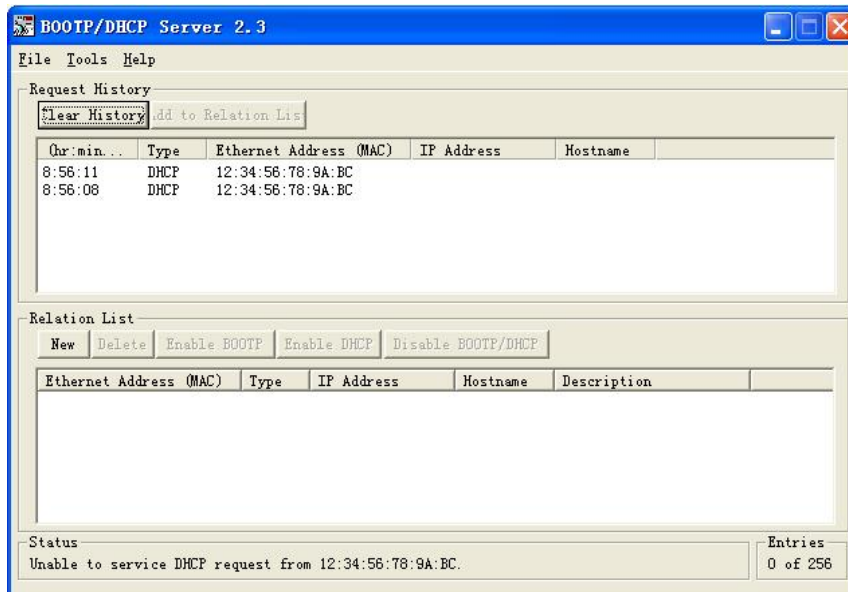 BOOTP/DHCP Server 2.3
File Tools Help
Request History
Clear History dd to Relation Lis
(hr:min... Type Ethernet Address (MAC) IP Address Hostname
8:56:11 DHCP 12:34:56:78:9A:BC
8:56:08 DHCP 12:34:56:78:9A:BC
Relation List
New Delete Enable BOOTP Enable DHCP Disable BOOTP/DHCP
Ethernet Address (MAC) Type IP Address Hostname Description
Status
Unable to service DHCP request from 12:34:56:78:9A:BC.
Entries
0 of 256